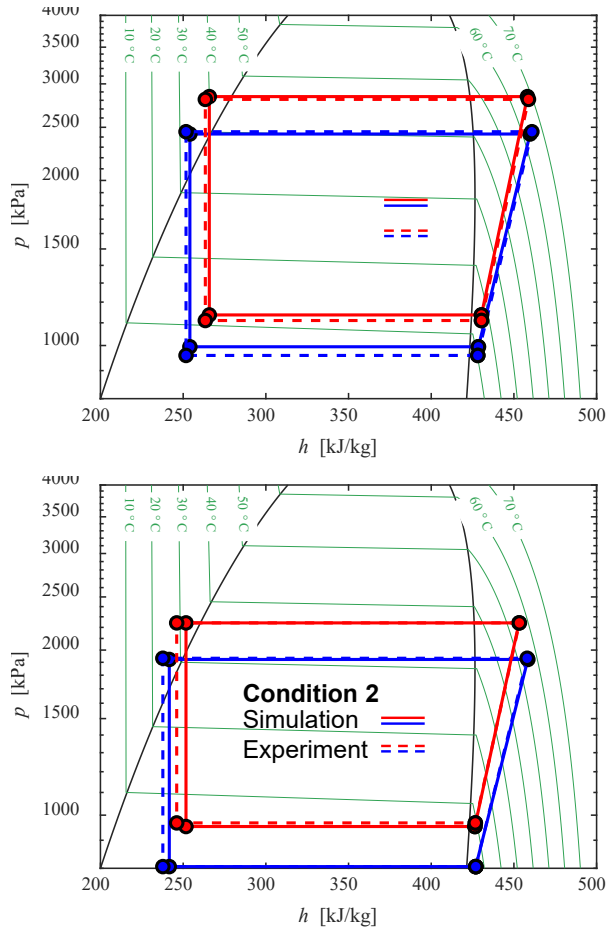 4000
3000
2500
2000
1500
1000
p [kPa]
10 °C
20 °C
30 °C
40 °C
50 °C
60 °C
70 °C
200
250
300
350
400
450
500
h [kJ/kg]
4000
3000
2500
2000
1500
1000
p [kPa]
10 °C
20 °C
30 °C
40 °C
50 °C
60 °C
70 °C
Condition 2
Simulation
Experiment
200
250
300
350
400
450
500
h [kJ/kg]